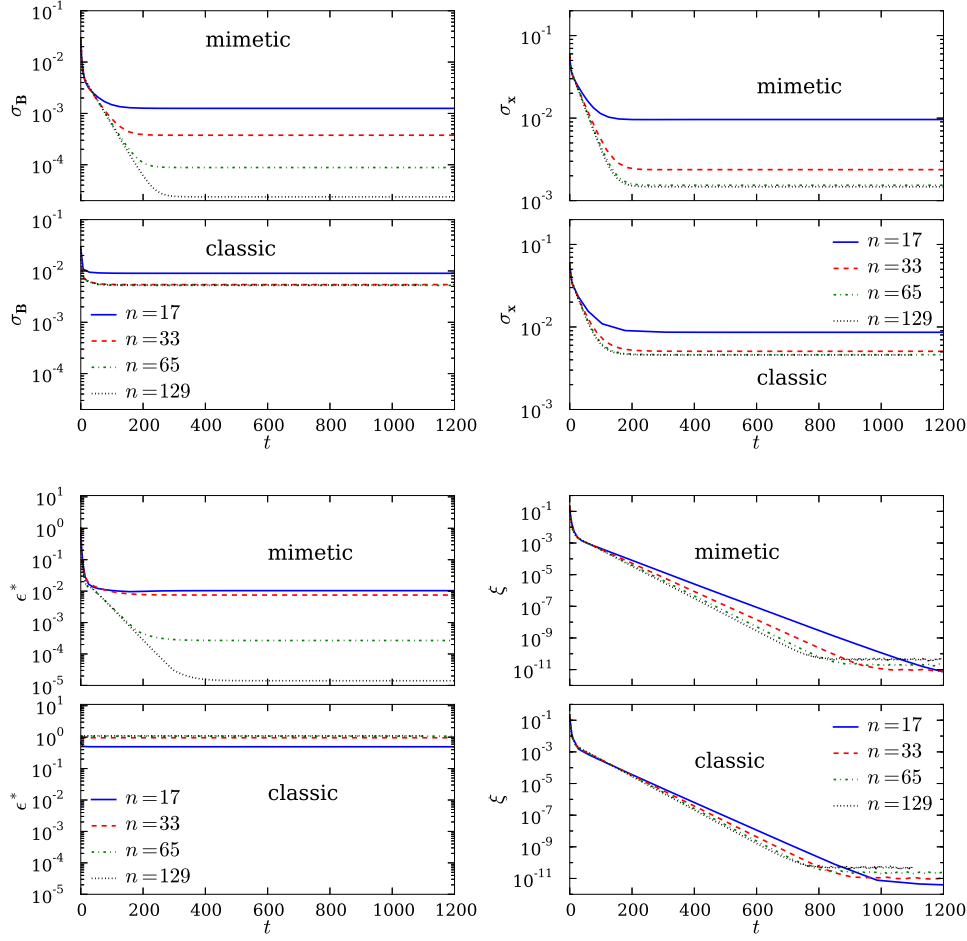 10^{-1}
10^{-2}
10^{-3}
10^{-4}
σ_B
mimetic
10^{-1}
10^{-2}
10^{-3}
σ_x
mimetic
10^{-1}
10^{-2}
10^{-3}
10^{-4}
σ_B
classic
n=17
n=33
n=65
n=129
0 200 400 600 800 1000 1200
t
10^{-1}
10^{-2}
10^{-3}
σ_x
n=17
n=33
n=65
n=129
classic
0 200 400 600 800 1000 1200
t
10^{1}
10^{0}
10^{-1}
10^{-2}
10^{-3}
10^{-4}
10^{-5}
ϵ^*
mimetic
10^{-1}
10^{-3}
10^{-5}
10^{-7}
10^{-9}
10^{-11}
ξ
mimetic
10^{1}
10^{0}
10^{-1}
10^{-2}
10^{-3}
10^{-4}
10^{-5}
ϵ^*
classic
n=17
n=33
n=65
n=129
0 200 400 600 800 1000 1200
t
10^{-1}
10^{-3}
10^{-5}
10^{-7}
10^{-9}
10^{-11}
ξ
classic
n=17
n=33
n=65
n=129
0 200 400 600 800 1000 1200
t